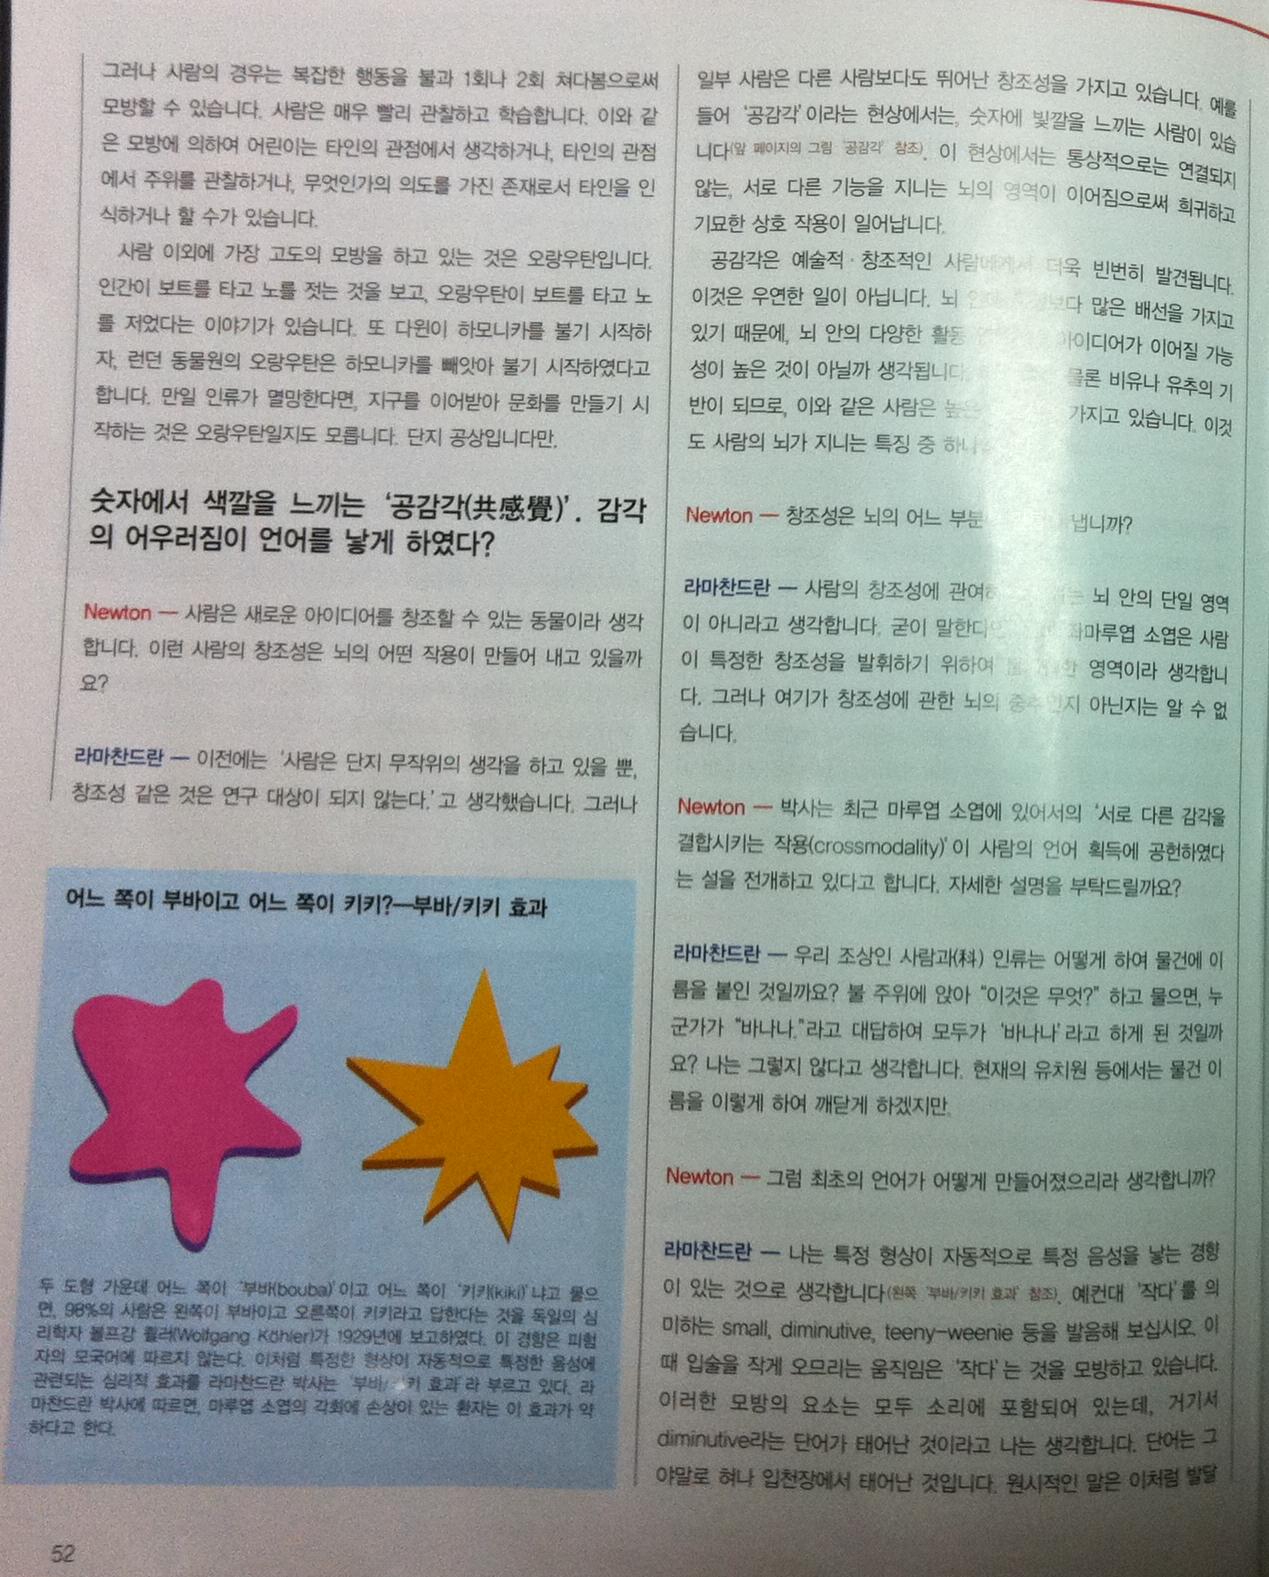 그러나 사람의 경우는 복잡한 행동을 불과 1회나 2회 쳐다봄으로써
모방할 수 있습니다. 사람은 매우 빨리 관찰하고 학습합니다. 이와 같
은 모방에 의하여 어린이는 타인의 관점에서 생각하거나, 타인의 관점
에서 주위를 관찰하거나, 무엇인가의 의도를 가진 존재로서 타인을 인
식하거나 할 수가 있습니다.
사람 이외에 가장 고도의 모방을 하고 있는 것은 오랑우탄입니다.
인간이 보트를 타고 노를 젓는 것을 보고, 오랑우탄이 보트를 타고 노
를 저었다는 이야기가 있습니다. 또 다윈이 하모니카를 불기 시작하
자, 런던 동물원의 오랑우탄은 하모니카를 빼앗아 불기 시작하였다고
합니다. 만일 인류가 멸망한다면, 지구를 이어받아 문화를 만들기 시
작하는 것은 오랑우탄일지도 모릅니다. 단지 공상입니다만.
숫자에서 색깔을 느끼는 ‘공감각(共感覺)’. 감각
의 어우러짐이 언어를 낳게 하였다?
Newton — 사람은 새로운 아이디어를 창조할 수 있는 동물이라 생각
합니다. 이런 사람의 창조성은 뇌의 어떤 작용이 만들어 내고 있을까
요?
라마찬드란 — 이전에는 ‘사람은 단지 무작위의 생각을 하고 있을 뿐,
창조성 같은 것은 연구 대상이 되지 않는다.’ 고 생각했습니다. 그러나
어느 쪽이 부바이고 어느 쪽이 키키?—부바/키키 효과
두 도형 가운데 어느 쪽이 ‘부바(bouba)’이고 어느 쪽이 ‘키키(kiki)’냐고 물으
면, 98%의 사람은 왼쪽이 부바이고 오른쪽이 키키라고 답한다는 것을 독일의 심
리학자 볼프강 쾰러(Wolfgang Köhler)가 1929년에 보고하였다. 이 경향은 피험
자의 모국어에 따르지 않는다. 이처럼 특정한 형상이 자동적으로 특정한 음성에
관련되는 심리적 효과를 라마찬드란 박사는 ‘부바/ 키 효과’라 부르고 있다. 라
마찬드란 박사에 따르면, 마루엽 소엽의 각회에 손상이 있는 환자는 이 효과가 약
하다고 한다.
52
일부 사람은 다른 사람보다도 뛰어난 창조성을 가지고 있습니다. 예를
들어 ‘공감각’이라는 현상에서는, 숫자에 빛깔을 느끼는 사람이 있습
니다(앞 페이지의 그림 ‘공감각’ 참조). 이 현상에서는 통상적으로는 연결되지
않는, 서로 다른 기능을 지니는 뇌의 영역이 이어짐으로써 희귀하고
기묘한 상호 작용이 일어납니다.
공감각은 예술적·창조적인 사람 더욱 빈번히 발견됩니다.
이것은 우연한 일이 아닙니다. 뇌 보다 많은 배선을 가지고
있기 때문에, 뇌 안의 다양한 아이디어가 이어질 가능
성이 높은 것이 아닐까 생각됩니다. 물론 비유나 유추의 기
반이 되므로, 이와 같은 사람은 가지고 있습니다. 이것
도 사람의 뇌가 지니는 특징 중
Newton — 창조성은 뇌의 어느 냅니까?
라마찬드란 — 사람의 창조성에 뇌 안의 단일 영역
이 아니라고 생각합니다. 굳이 좌마루엽 소엽은 사람
이 특정한 창조성을 발휘하기 위하여 영역이라 생각합니
다. 그러나 여기가 창조성에 관한 뇌의 아닌지는 알 수 없
습니다.
Newton — 박사는 최근 마루엽 소엽에 있어서의 ‘서로 다른 감각을
결합시키는 작용(crossmodality)’이 사람의 언어 획득에 공헌하였다
는 설을 전개하고 있다고 합니다. 자세한 설명을 부탁드릴까요?
라마찬드란 — 우리 조상인 사람과(科) 인류는 어떻게 하여 물건에 이
름을 붙인 것일까요? 불 주위에 앉아 “이것은 무엇?” 하고 물으면, 누
군가가 “바나나.”라고 대답하여 모두가 ‘바나나’라고 하게 된 것일까
요? 나는 그렇지 않다고 생각합니다. 현재의 유치원 등에서는 물건 이
름을 이렇게 하여 깨닫게 하겠지만.
Newton — 그럼 최초의 언어가 어떻게 만들어졌으리라 생각합니까?
라마찬드란 — 나는 특정 형상이 자동적으로 특정 음성을 낳는 경향
이 있는 것으로 생각합니다(왼쪽 ‘부바/키키 효과’ 참조). 예컨대 ‘작다’를 의
미하는 small, diminutive, teeny-weenie 등을 발음해 보십시오. 이
때 입술을 작게 오므리는 움직임은 ‘작다’는 것을 모방하고 있습니다.
이러한 모방의 요소는 모두 소리에 포함되어 있는데, 거기서
diminutive라는 단어가 태어난 것이라고 나는 생각합니다. 단어는 그
야말로 혀나 입천장에서 태어난 것입니다. 원시적인 말은 이처럼 발달